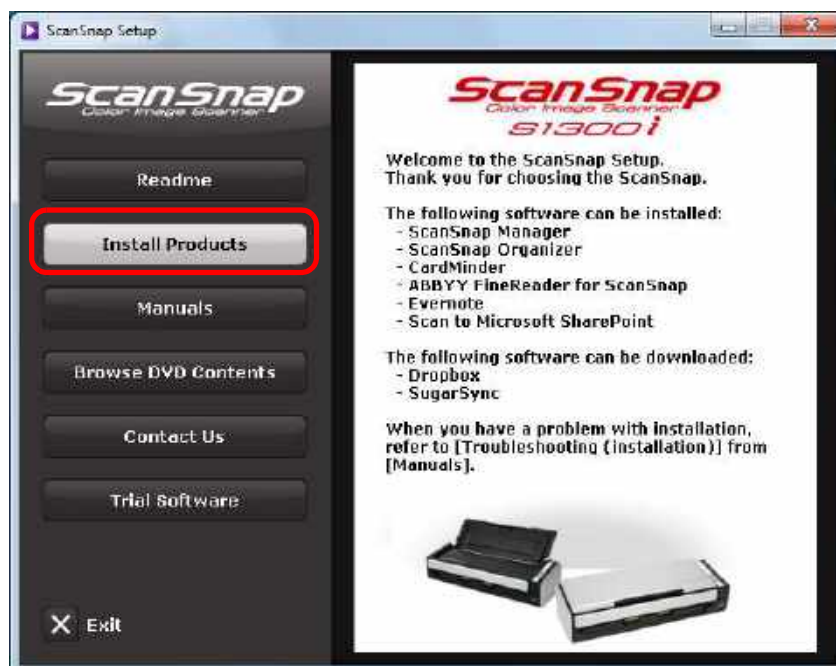 ScanSnap Setup
ScanSnap
Color Image Scanner
Readme
Install Products
Manuals
Browse DVD Contents
Contact Us
Trial Software
Exit
ScanSnap
Color Image Scanner
S1300i
Welcome to the ScanSnap Setup.
Thank you for choosing the ScanSnap.
The following software can be installed:
- ScanSnap Manager
- ScanSnap Organizer
- CardMinder
- ABBYY FineReader for ScanSnap
- Evernote
- Scan to Microsoft SharePoint
The following software can be downloaded:
- Dropbox
- SugarSync
When you have a problem with installation,
refer to [Troubleshooting (installation)] from
[Manuals].